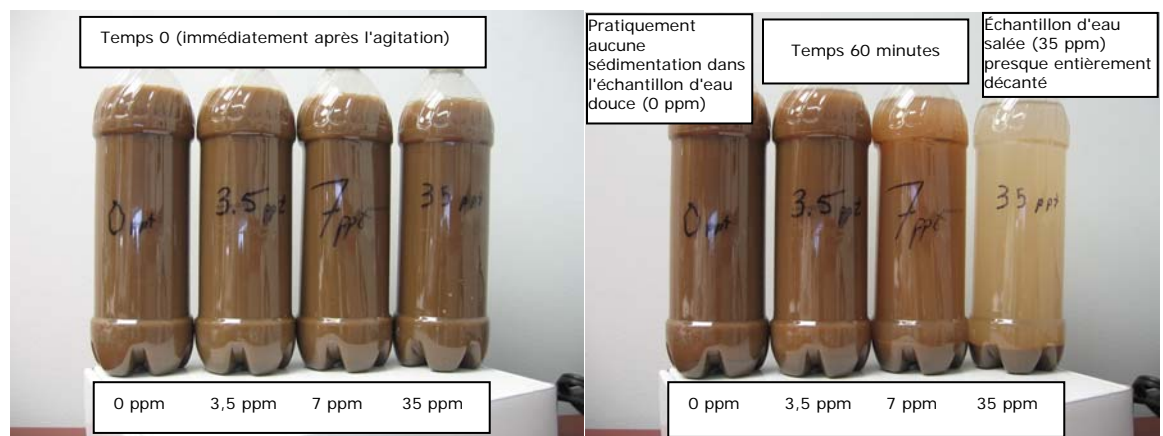 Temps 0 (immédiatement après l'agitation)
0 ppt
3.5 ppt
7 ppt
35 ppt
0 ppm 3,5 ppm 7 ppm 35 ppm
Pratiquement
aucune
sédimentation dans
l'échantillon d'eau
douce (0 ppm)
Temps 60 minutes
Échantillon d'eau
salée (35 ppm)
presque entièrement
décanté
0 ppt
3.5 ppt
7 ppt
35 ppt
0 ppm 3,5 ppm 7 ppm 35 ppm